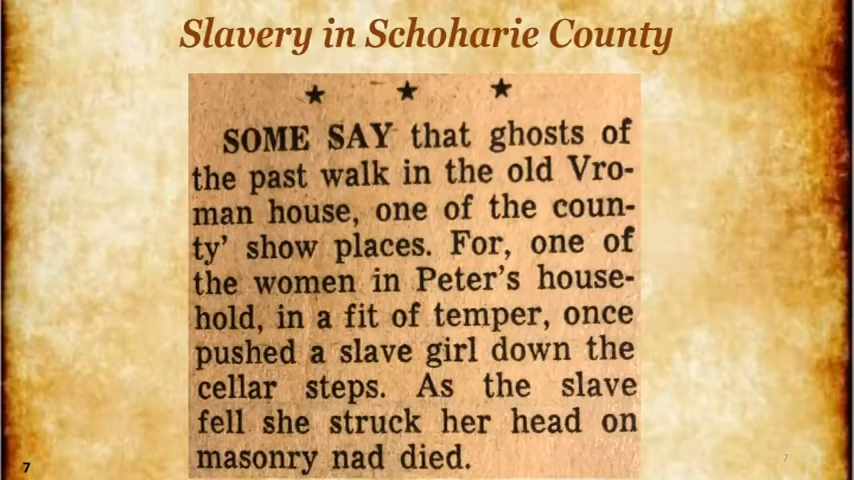 Slavery in Schoharie County
★ ★ ★
SOME SAY that ghosts of
the past walk in the old Vro-
man house, one of the coun-
ty' show places. For, one of
the women in Peter's house-
hold, in a fit of temper, once
pushed a slave girl down the
cellar steps. As the slave
fell she struck her head on
masonry nad died.
7
7